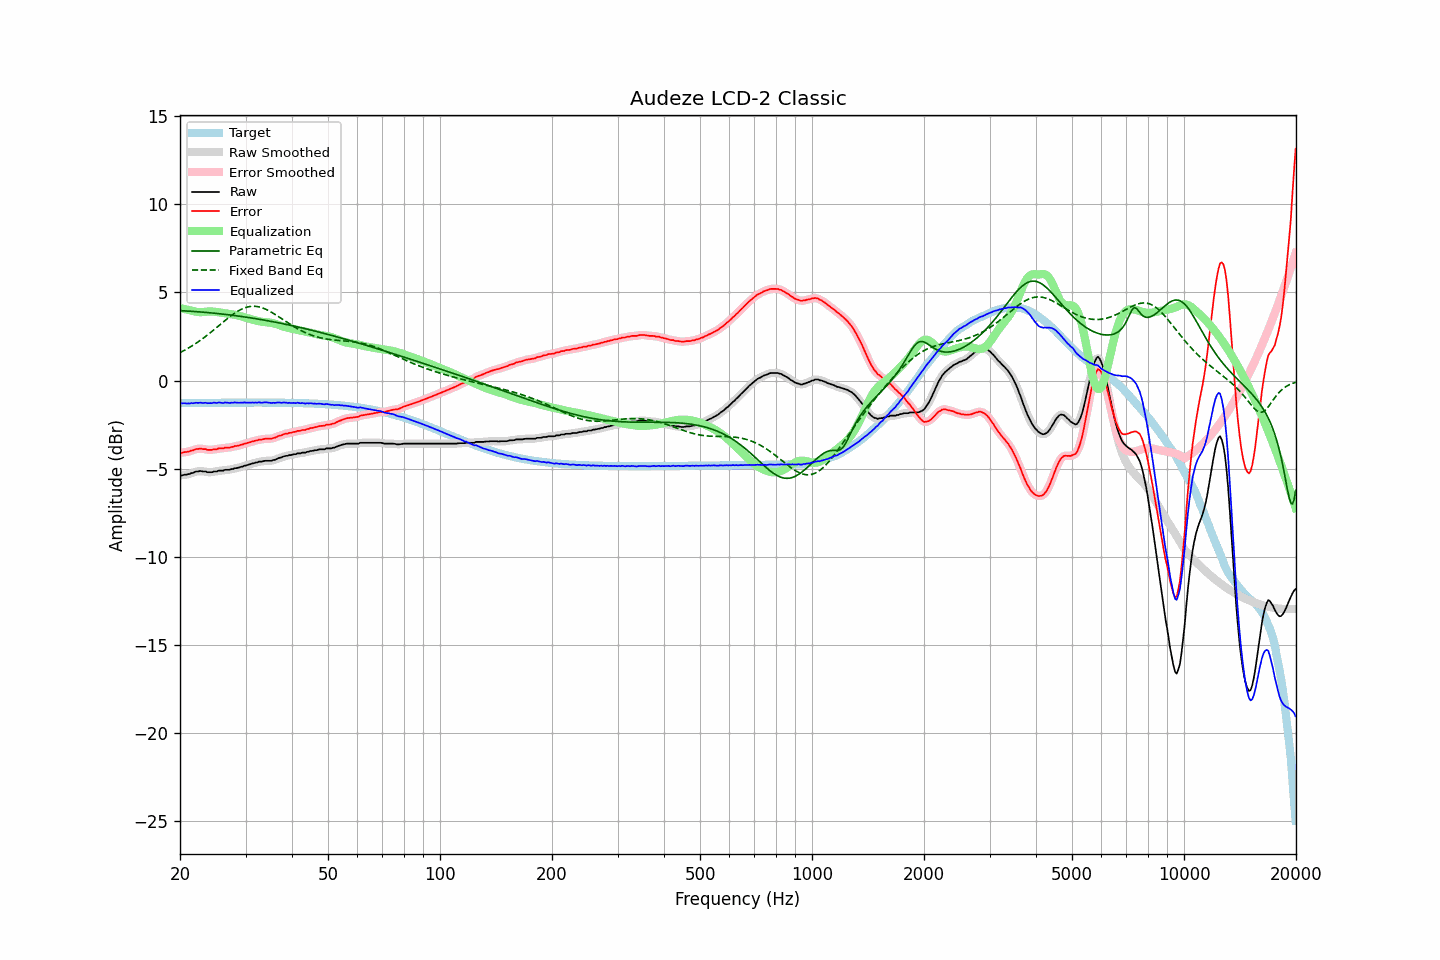 Audeze LCD-2 Classic
Target
Raw Smoothed
Error Smoothed
Raw
Error
Equalization
Parametric Eq
Fixed Band Eq
Equalized
Amplitude (dBr)
15
10
5
0
−5
−10
−15
−20
−25
20
50
100
200
500
1000
2000
5000
10000
20000
Frequency (Hz)